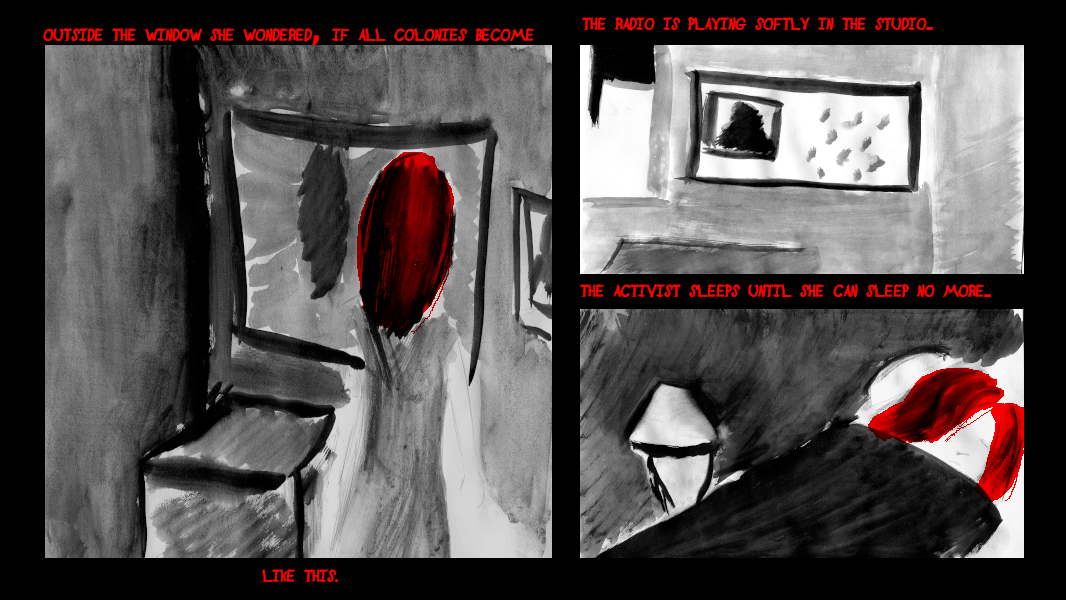 OUTSIDE THE WINDOW SHE WONDERED, IF ALL COLONIES BECOME
LIKE THIS.
THE RADIO IS PLAYING SOFTLY IN THE STUDIO...
THE ACTIVIST SLEEPS UNTIL SHE CAN SLEEP NO MORE...